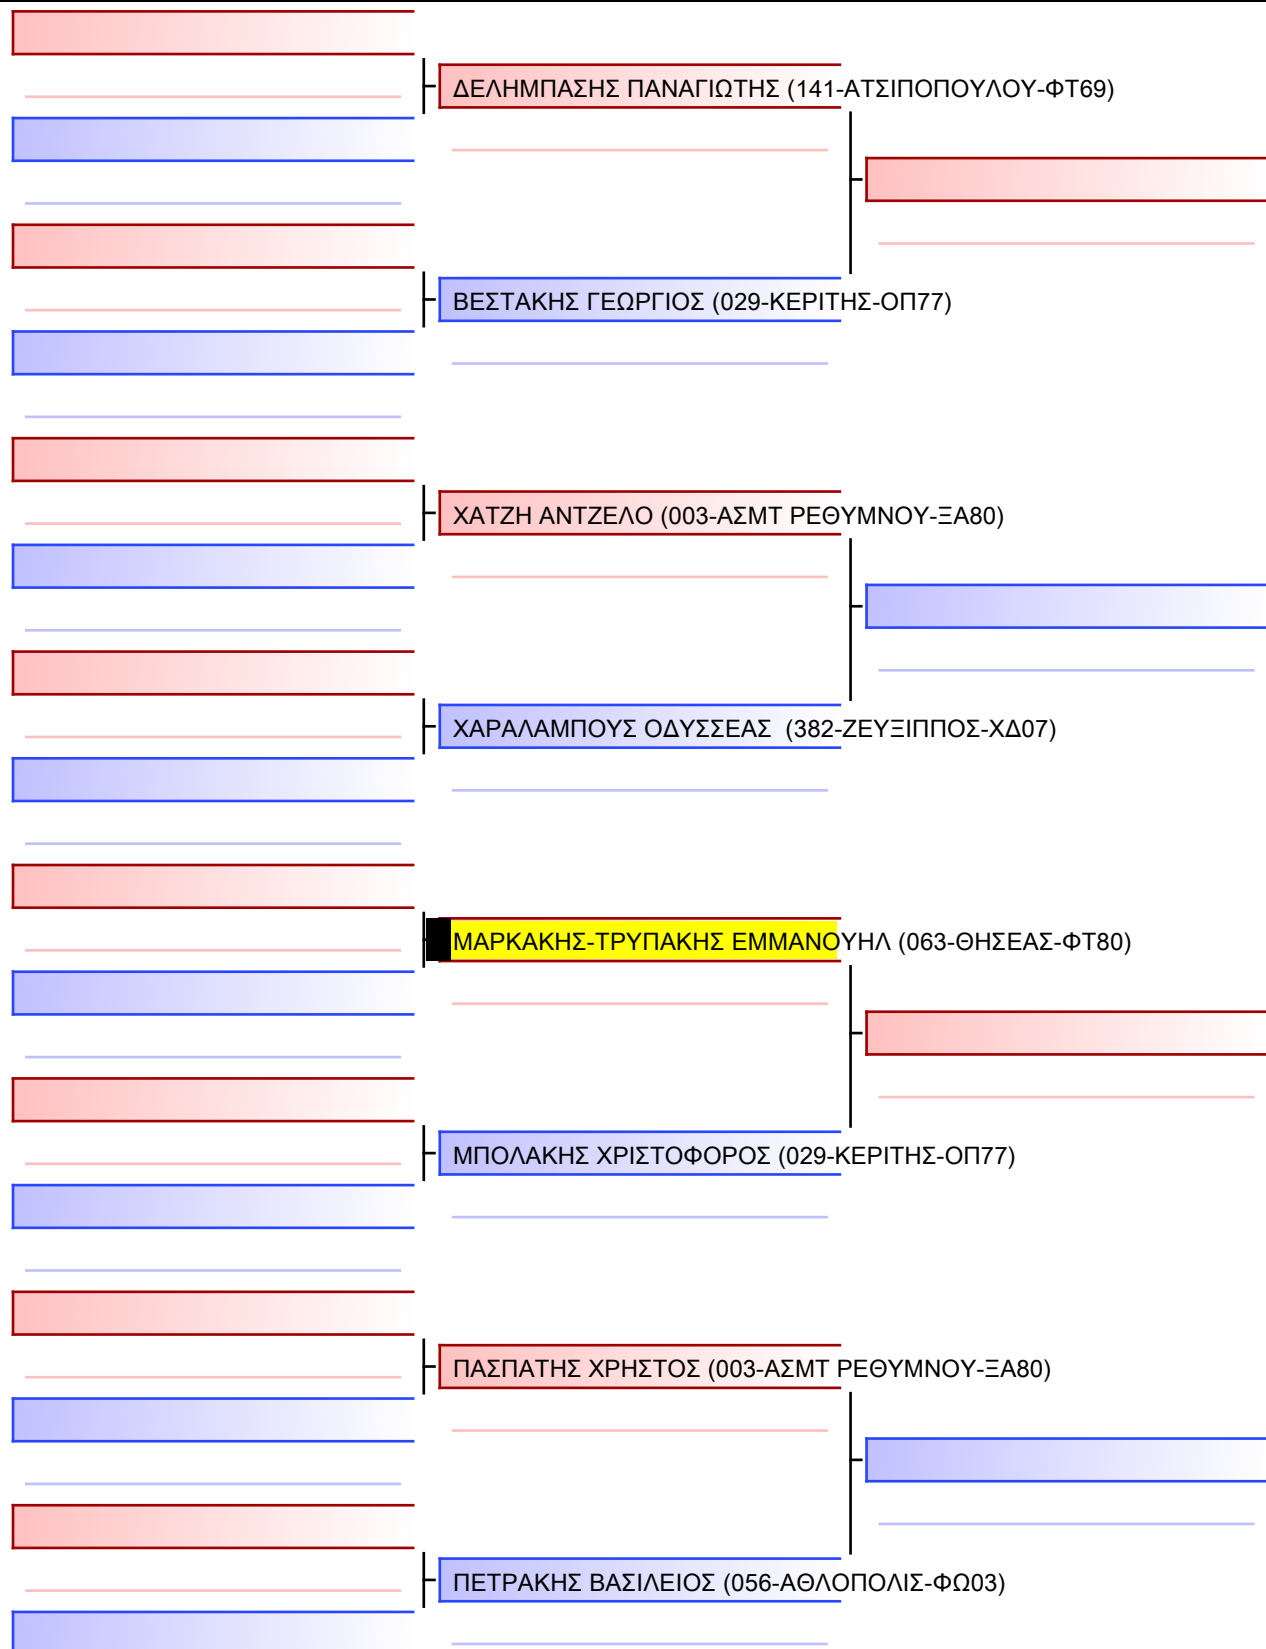 ΔΕΛΗΜΠΑΣΗΣ ΠΑΝΑΓΙΩΤΗΣ (141-ΑΤΣΙΠΟΠΟΥΛΟΥ-ΦΤ69)
ΒΕΣΤΑΚΗΣ ΓΕΩΡΓΙΟΣ (029-ΚΕΡΙΤΗΣ-ΟΠ77)
ΧΑΤΖΗ ΑΝΤΖΕΛΟ (003-ΑΣΜΤ ΡΕΘΥΜΝΟΥ-ΞΑ80)
ΧΑΡΑΛΑΜΠΟΥΣ ΟΔΥΣΣΕΑΣ (382-ΖΕΥΞΙΠΠΟΣ-ΧΔ07)
ΜΑΡΚΑΚΗΣ-ΤΡΥΠΑΚΗΣ ΕΜΜΑΝΟΥΗΛ (063-ΘΗΣΕΑΣ-ΦΤ80)
ΜΠΟΛΑΚΗΣ ΧΡΙΣΤΟΦΟΡΟΣ (029-ΚΕΡΙΤΗΣ-ΟΠ77)
ΠΑΣΠΑΤΗΣ ΧΡΗΣΤΟΣ (003-ΑΣΜΤ ΡΕΘΥΜΝΟΥ-ΞΑ80)
ΠΕΤΡΑΚΗΣ ΒΑΣΙΛΕΙΟΣ (056-ΑΘΛΟΠΟΛΙΣ-ΦΩ03)